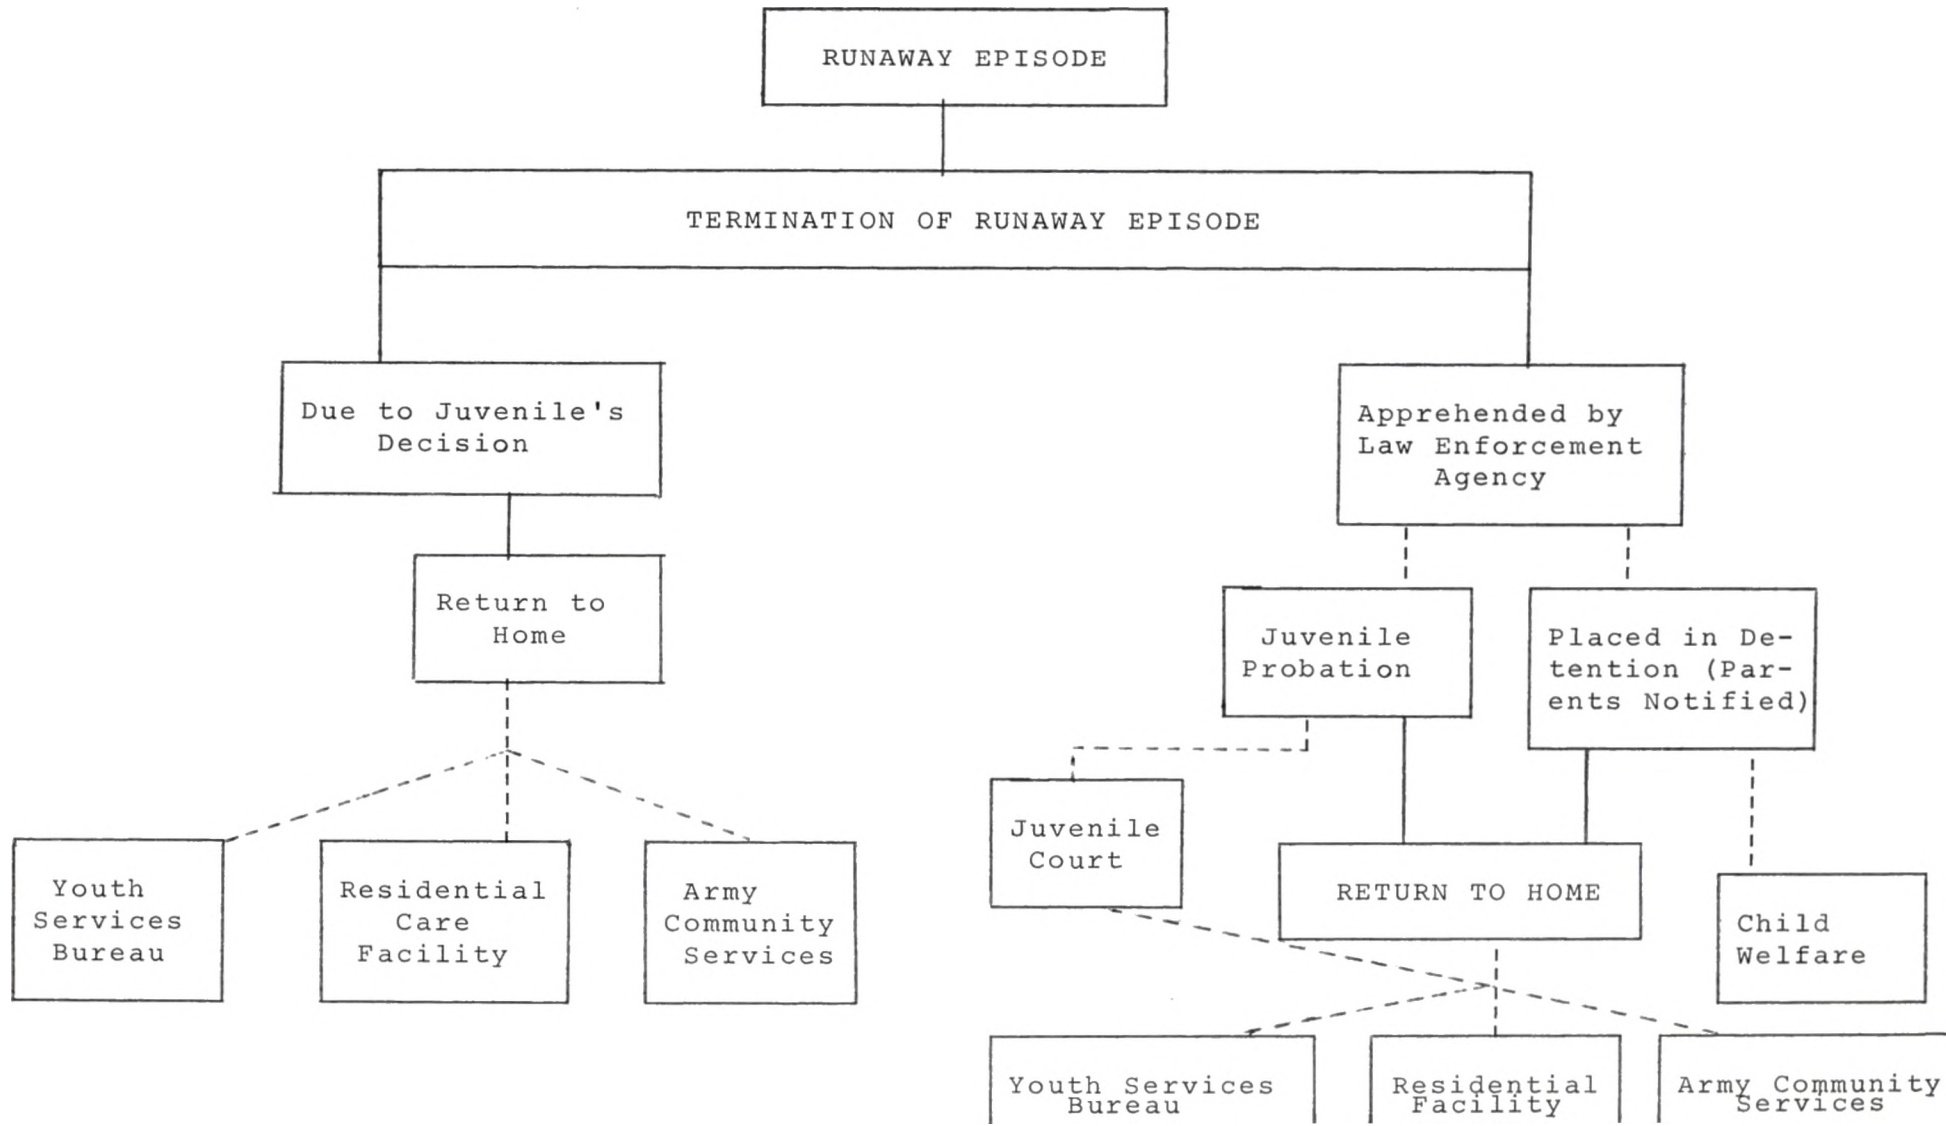 RUNAWAY EPISODE
TERMINATION OF RUNAWAY EPISODE
Due to Juvenile's
Decision
Apprehended by
Law Enforcement
Agency
Return to
Home
Juvenile
Probation
Placed in De-
tention (Par-
ents Notified)
Juvenile
Court
RETURN TO HOME
Child
Welfare
Youth
Services
Bureau
Residential
Care
Facility
Army
Community
Services
Youth Services
Bureau
Residential
Facility
Army Community
Services